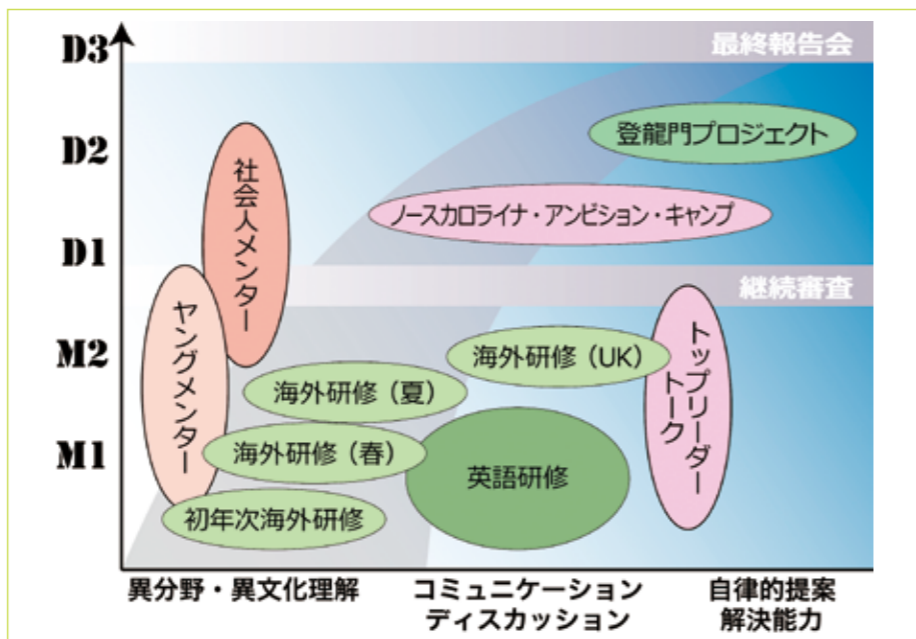 D3
最終報告会
D2
登龍門プロジェクト
社会人メンター
ノースカロライナ・アンビション・キャンプ
D1
継続審査
ヤングメンター
トップリーダー
トーク
M2
海外研修（UK）
海外研修（夏）
M1
海外研修（春）
英語研修
初年次海外研修
異分野・異文化理解
コミュニケーション
ディスカッション
自律的提案
解決能力